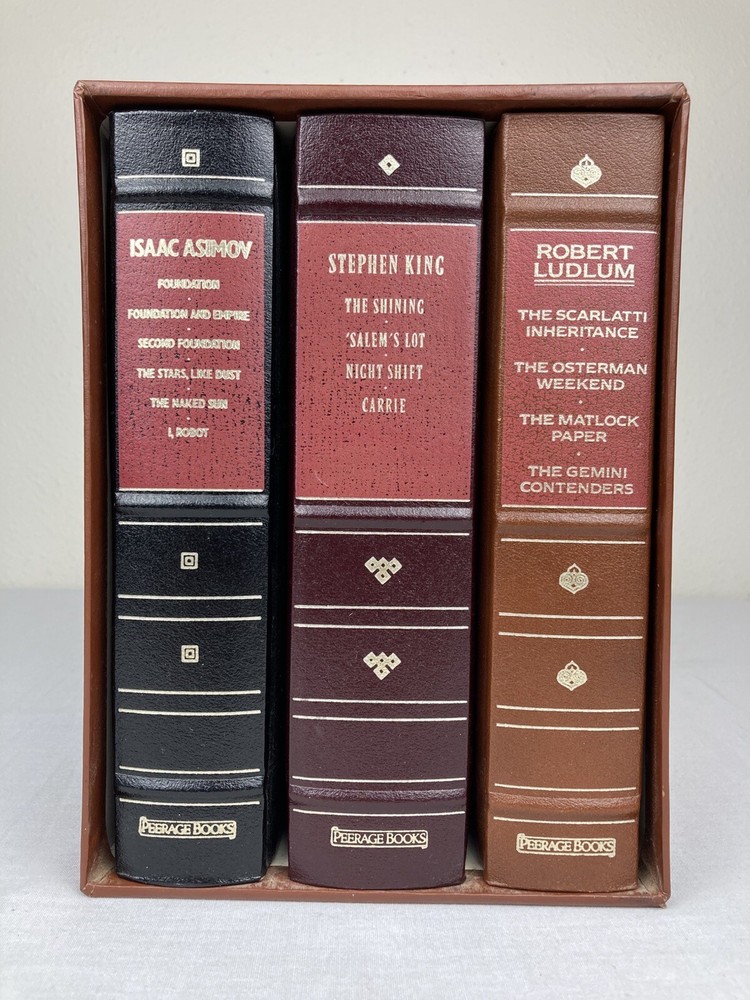 ISAAC ASIMOV
FOUNDATION
FOUNDATION AND EMPIRE
SECOND FOUNDATION
THE STARS, LIKE DUST
THE NAKED SUN
I, ROBOT
PEERAGE BOOKS
STEPHEN KING
THE SHINING
'SALEM'S LOT
NIGHT SHIFT
CARRIE
PEERAGE BOOKS
ROBERT
LUDLUM
THE SCARLATTI
INHERITANCE
THE OSTERMAN
WEEKEND
THE MATLOCK
PAPER
THE GEMINI
CONTENDERS
PEERAGE BOOKS